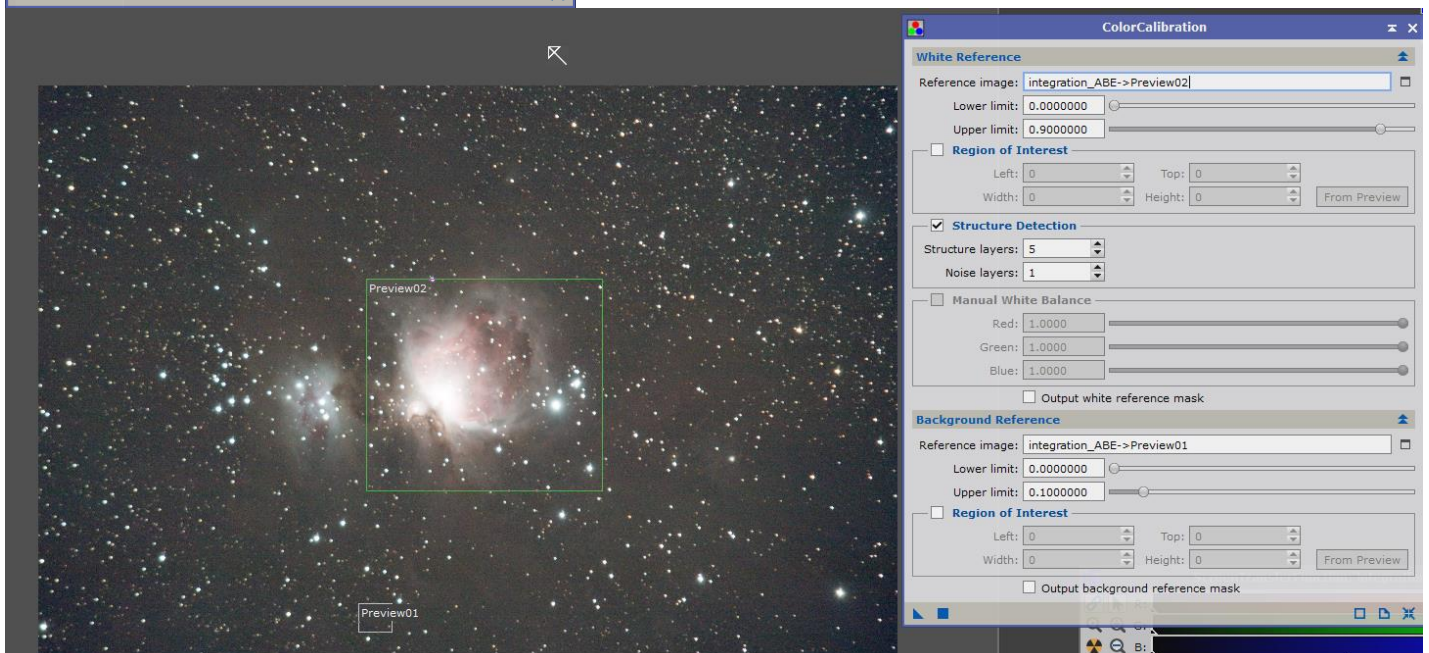 ColorCalibration
White Reference
Reference image: integration_ABE->Preview02
Lower limit: 0.0000000
Upper limit: 0.9000000
Region of Interest
Left: 0 Top: 0
Width: 0 Height: 0 From Preview
Structure Detection
Structure layers: 5
Noise layers: 1
Manual White Balance
Red: 1.0000
Green: 1.0000
Blue: 1.0000
Output white reference mask
Background Reference
Reference image: integration_ABE->Preview01
Lower limit: 0.0000000
Upper limit: 0.1000000
Region of Interest
Left: 0 Top: 0
Width: 0 Height: 0 From Preview
Output background reference mask
B:
Preview02
Preview01